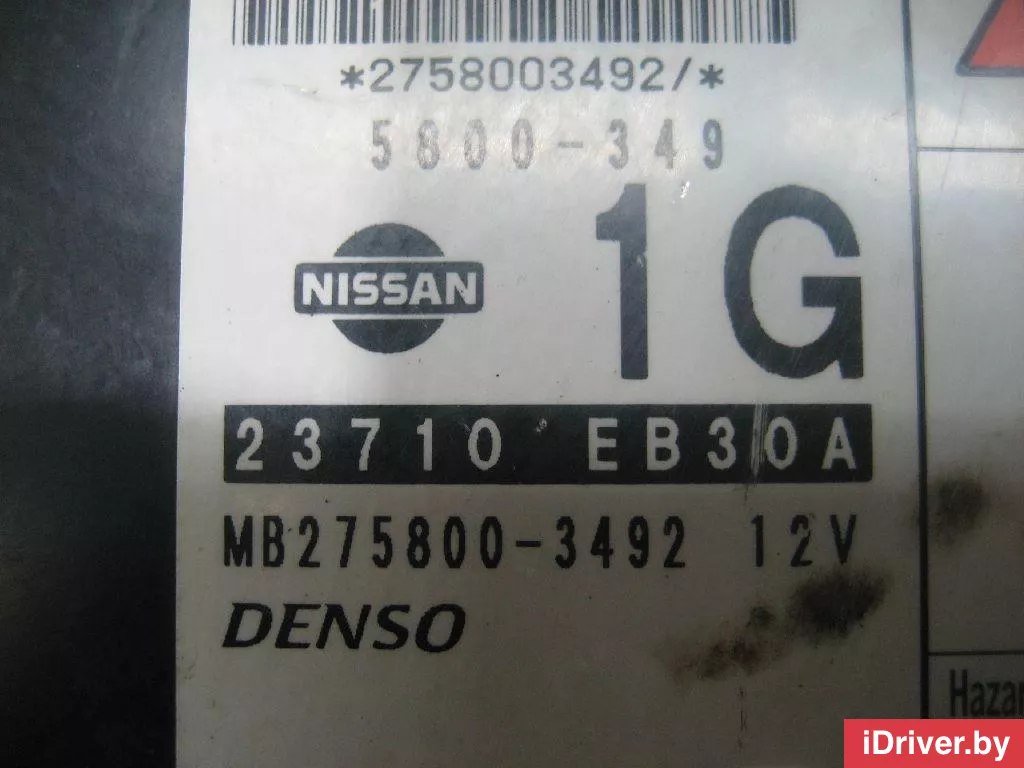 *2758003492/*
5800-349
NISSAN
1G
23710 EB30A
MB275800-3492 12V
DENSO
iDriver.by